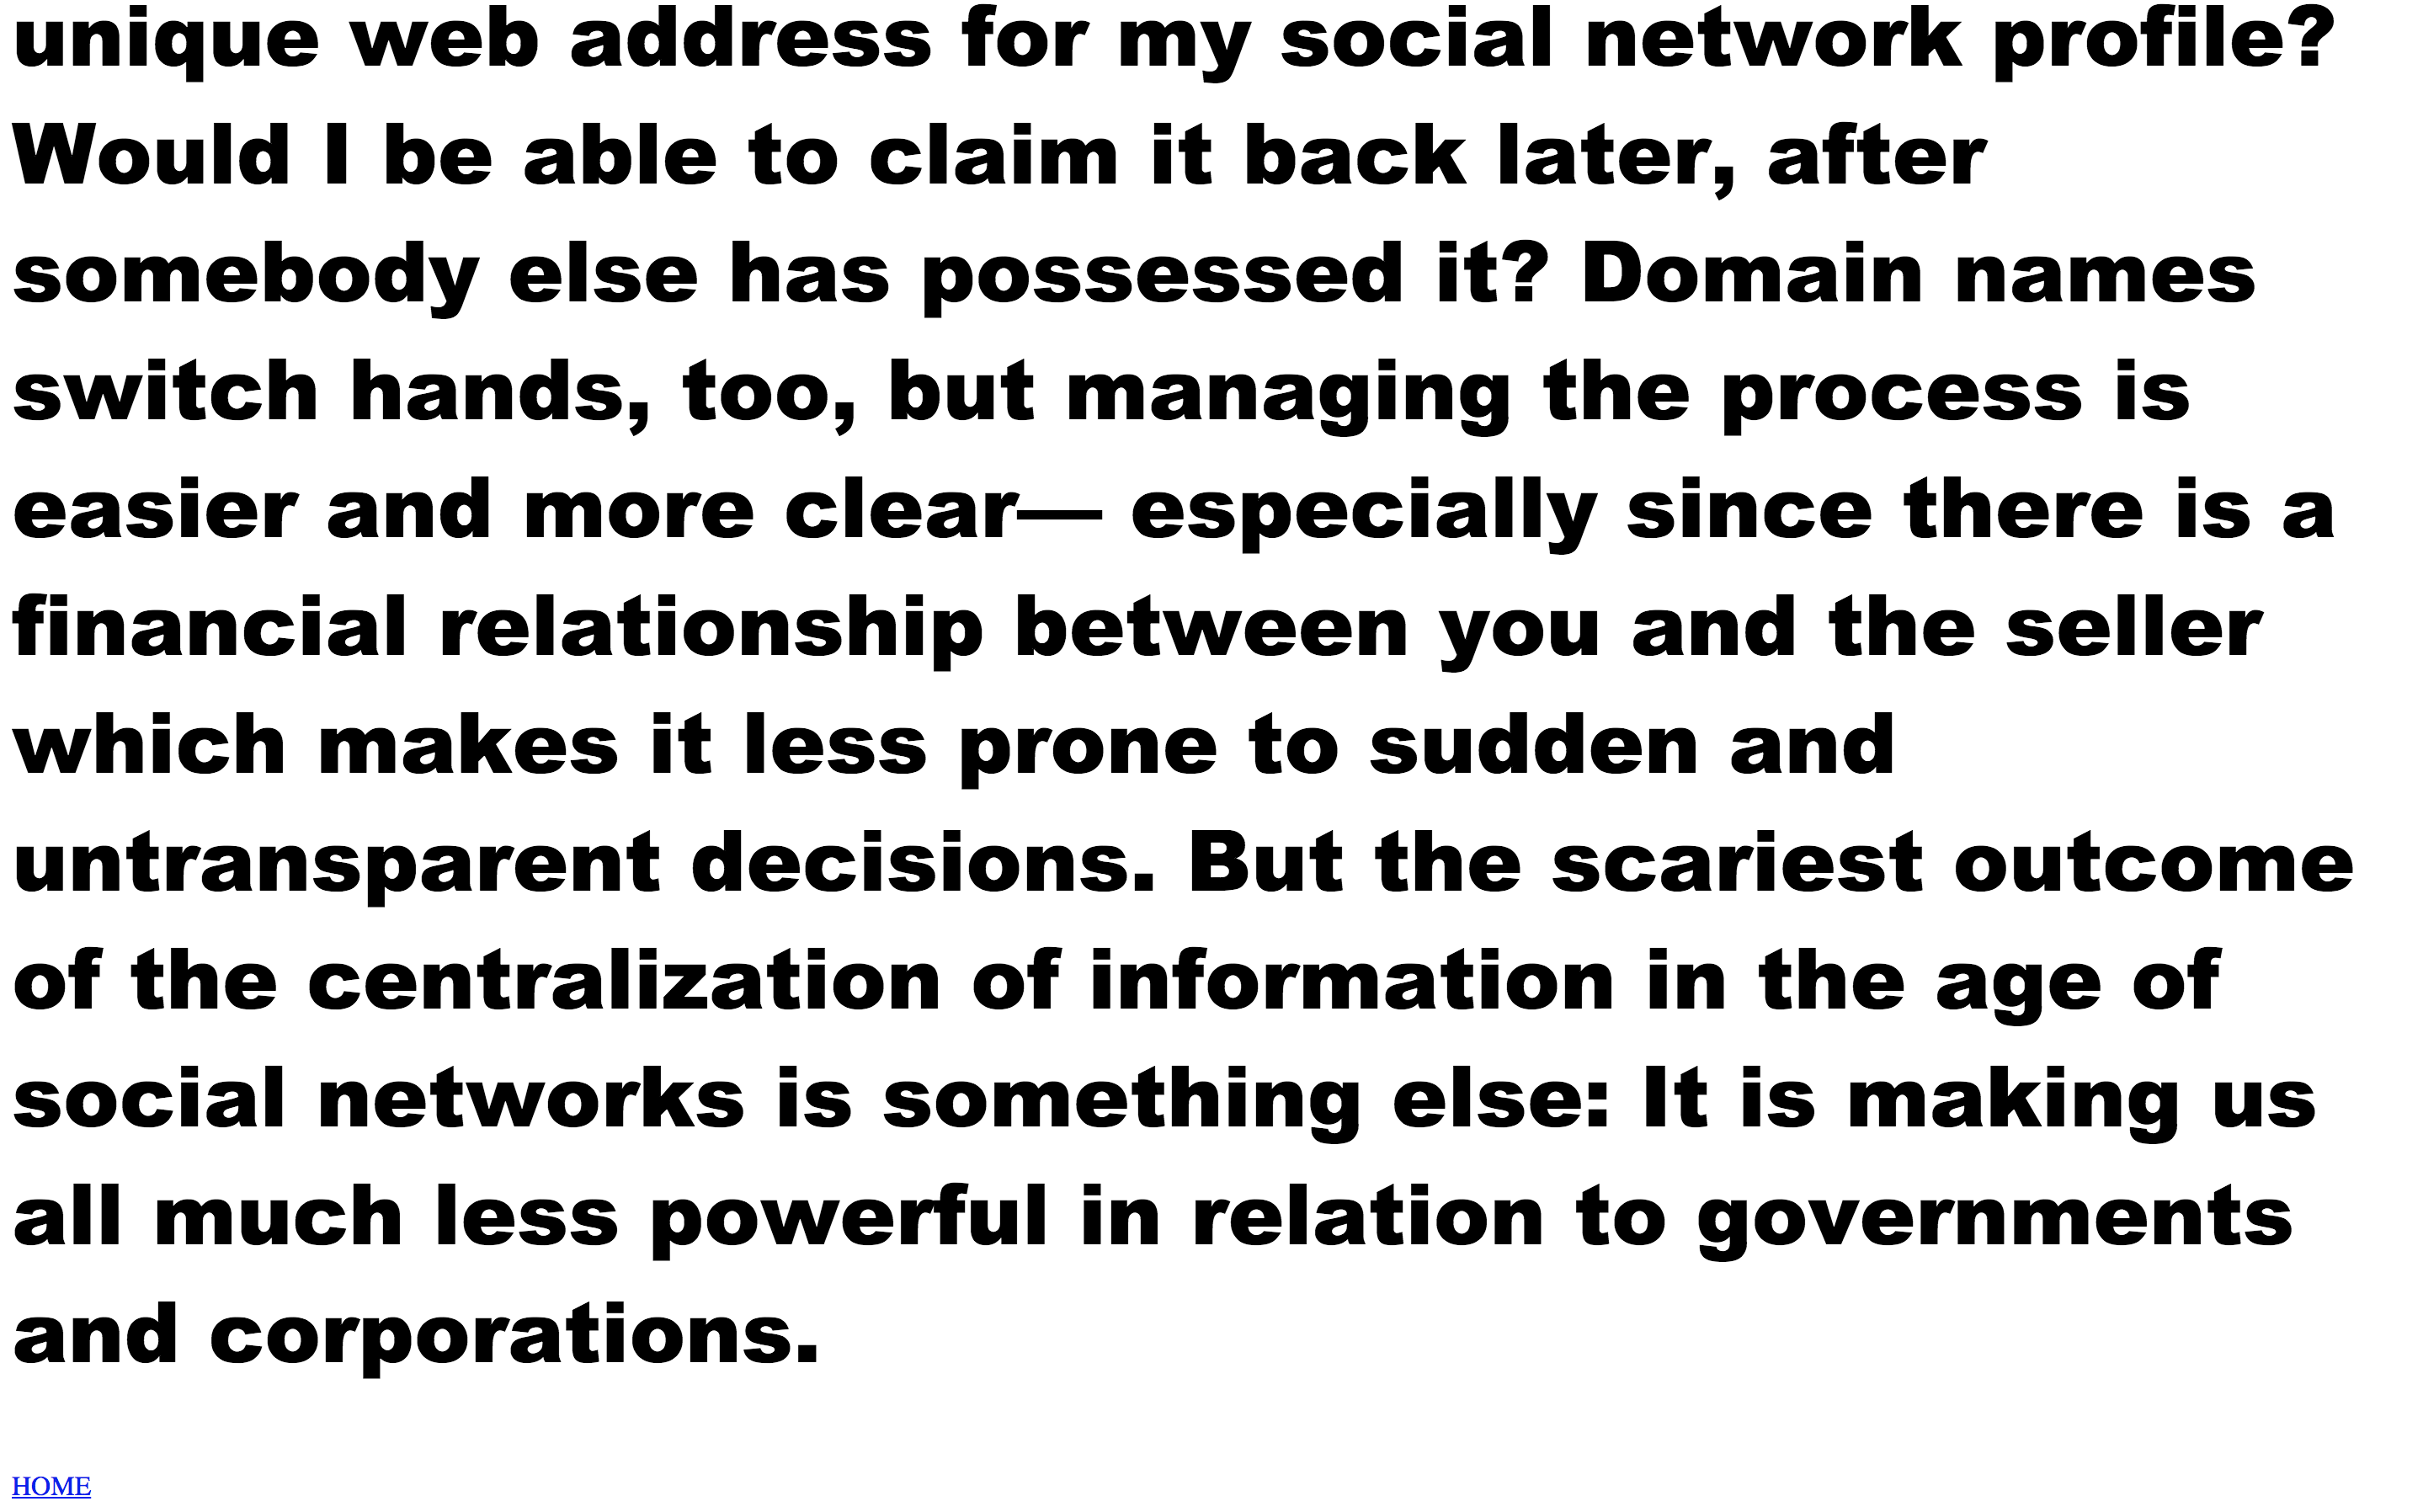 unique web address for my social network profile?
Would I be able to claim it back later, after
somebody else has possessed it? Domain names
switch hands, too, but managing the process is
easier and more clear— especially since there is a
financial relationship between you and the seller
which makes it less prone to sudden and
untransparent decisions. But the scariest outcome
of the centralization of information in the age of
social networks is something else: It is making us
all much less powerful in relation to governments
and corporations.
HOME